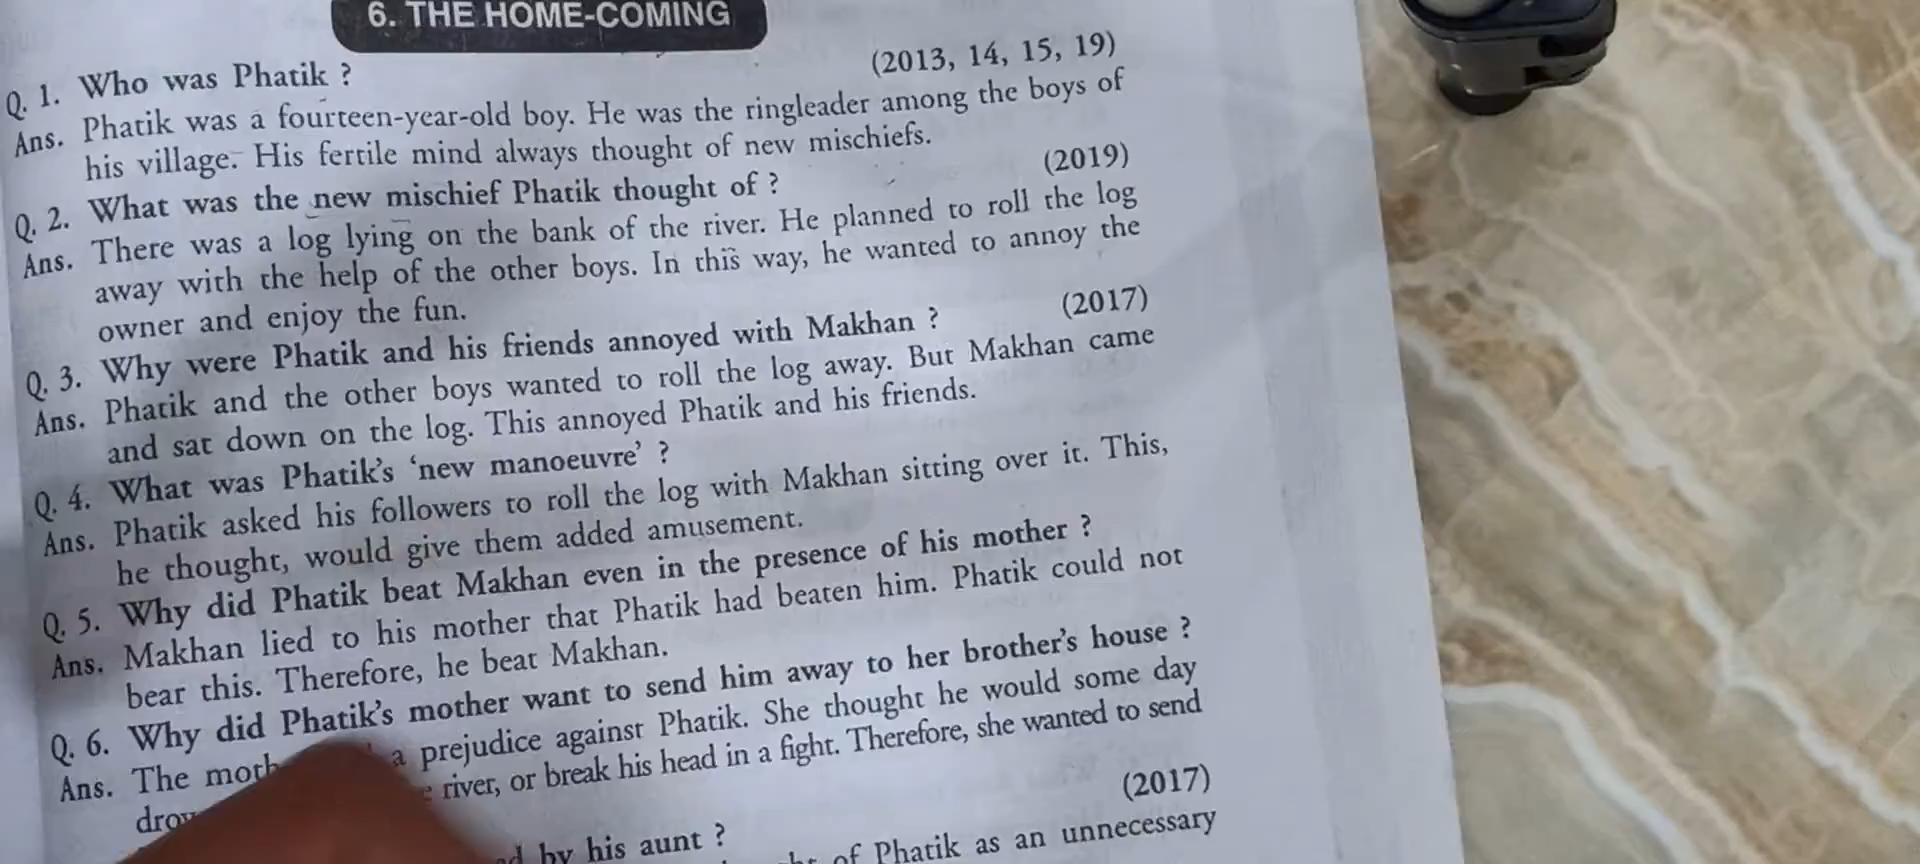 6. THE HOME-COMING
Q. 1. Who was Phatik ? (2013, 14, 15, 19)
Ans. Phatik was a fourteen-year-old boy. He was the ringleader among the boys of
his village. His fertile mind always thought of new mischiefs.
Q. 2. What was the new mischief Phatik thought of ? (2019)
Ans. There was a log lying on the bank of the river. He planned to roll the log
away with the help of the other boys. In this way, he wanted to annoy the
owner and enjoy the fun.
Q. 3. Why were Phatik and his friends annoyed with Makhan ? (2017)
Ans. Phatik and the other boys wanted to roll the log away. But Makhan came
and sat down on the log. This annoyed Phatik and his friends.
Q. 4. What was Phatik's ‘new manoeuvre’ ?
Ans. Phatik asked his followers to roll the log with Makhan sitting over it. This,
he thought, would give them added amusement.
Q. 5. Why did Phatik beat Makhan even in the presence of his mother ?
Ans. Makhan lied to his mother that Phatik had beaten him. Phatik could not
bear this. Therefore, he beat Makhan.
Q. 6. Why did Phatik's mother want to send him away to her brother's house ?
Ans. The a prejudice against Phatik. She thought he would some day
river, or break his head in a fight. Therefore, she wanted to send
(2017)
by his aunt ?
of Phatik as an unnecessary